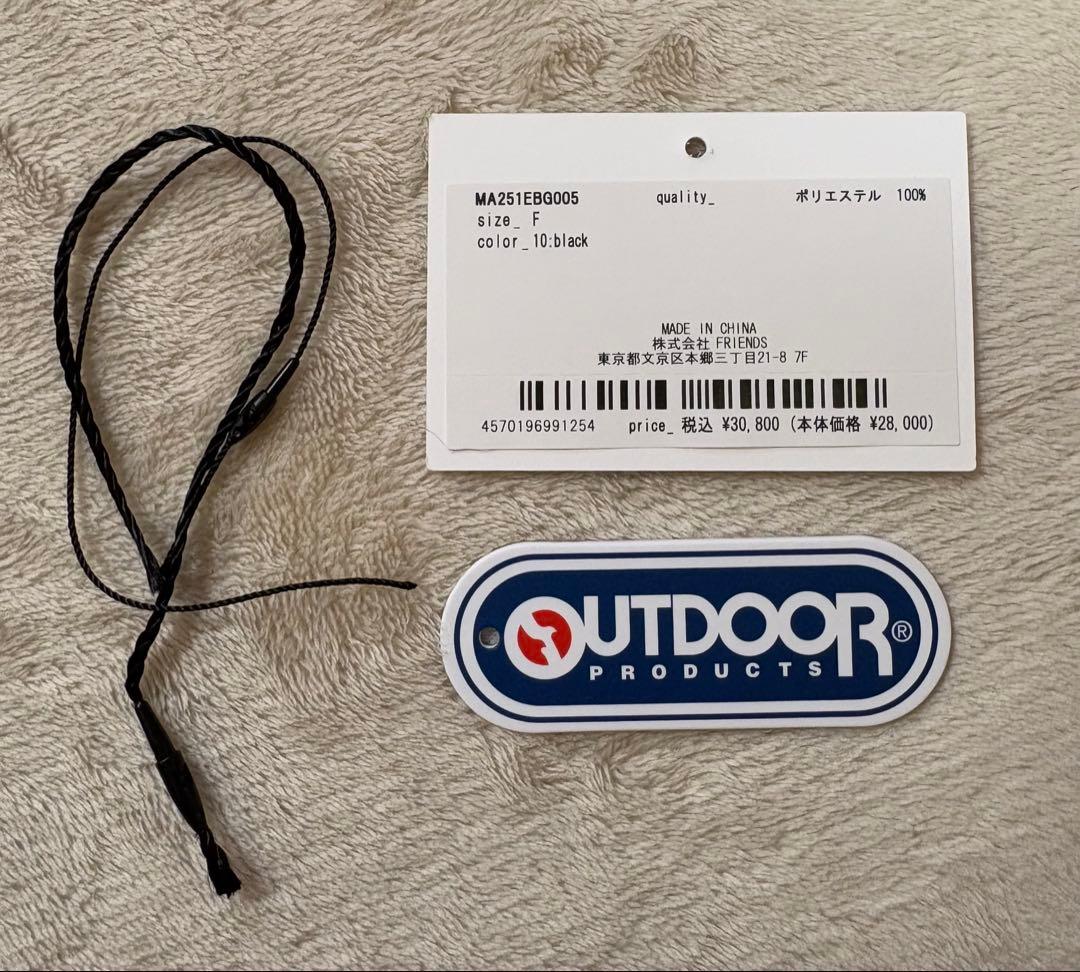 MA251EBG005 quality_ ポリエステル 100%
size_ F
color_10:black
MADE IN CHINA
株式会社 FRIENDS
東京都文京区本郷三丁目21-8 7F
4570196991254 price_ 税込 ¥30,800 (本体価格 ¥28,000)
OUTDOOR®
PRODUCTS